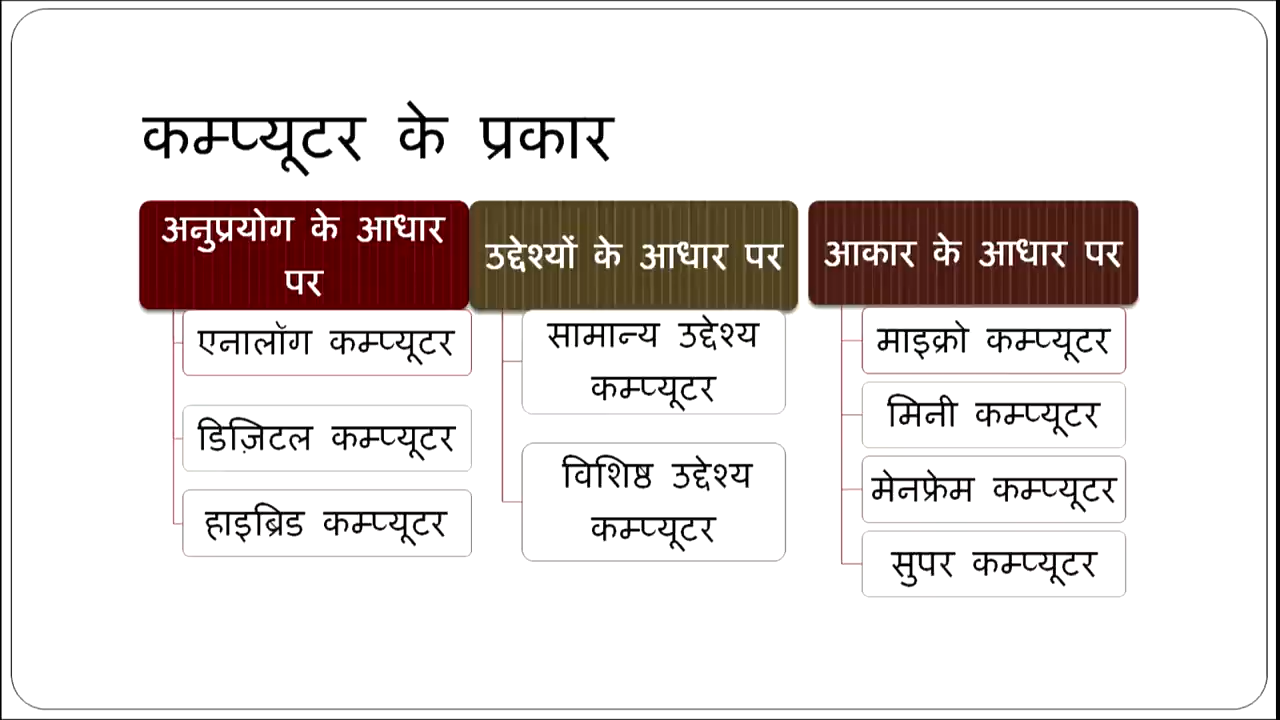 कम्प्यूटर के प्रकार
अनुप्रयोग के आधार
पर
एनालॉग कम्प्यूटर
डिज़िटल कम्प्यूटर
हाइब्रिड कम्प्यूटर
उद्देश्यों के आधार पर
सामान्य उद्देश्य
कम्प्यूटर
विशिष्ठ उद्देश्य
कम्प्यूटर
आकार के आधार पर
माइक्रो कम्प्यूटर
मिनी कम्प्यूटर
मेनफ्रेम कम्प्यूटर
सुपर कम्प्यूटर